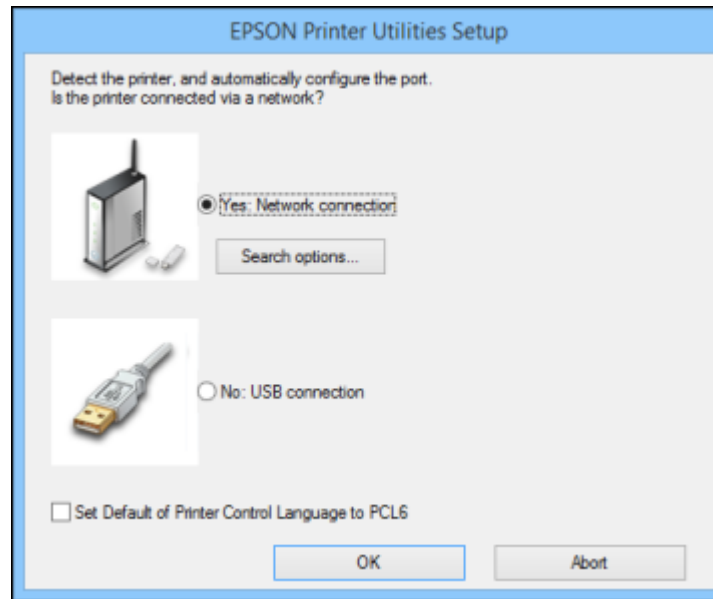 EPSON Printer Utilities Setup
Detect the printer, and automatically configure the port.
Is the printer connected via a network?
Yes: Network connection
Search options...
No: USB connection
Set Default of Printer Control Language to PCL6
OK
Abort